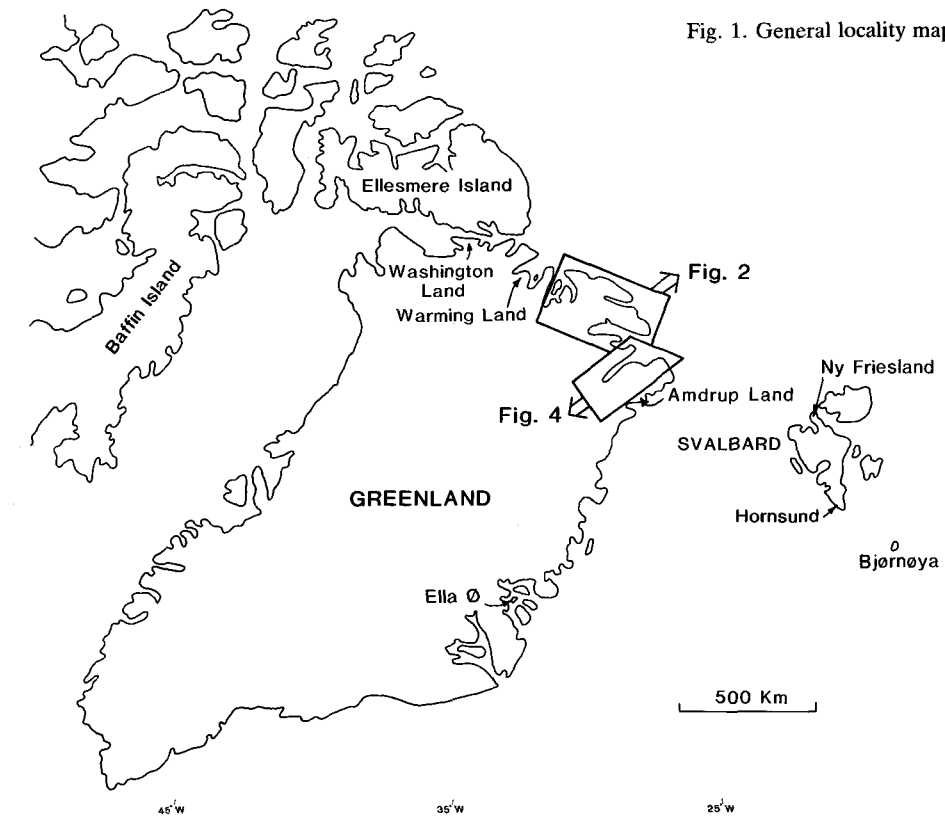 Fig. 1. General locality map
Ellesmere Island
Washington
Land
Warming Land
Baffin Island
Fig. 2
Ny Friesland
Amdrup Land
Fig. 4
SVALBARD
GREENLAND
Hornsund
Bjørnøya
Ella Ø
500 Km
45°W
35°W
25°W